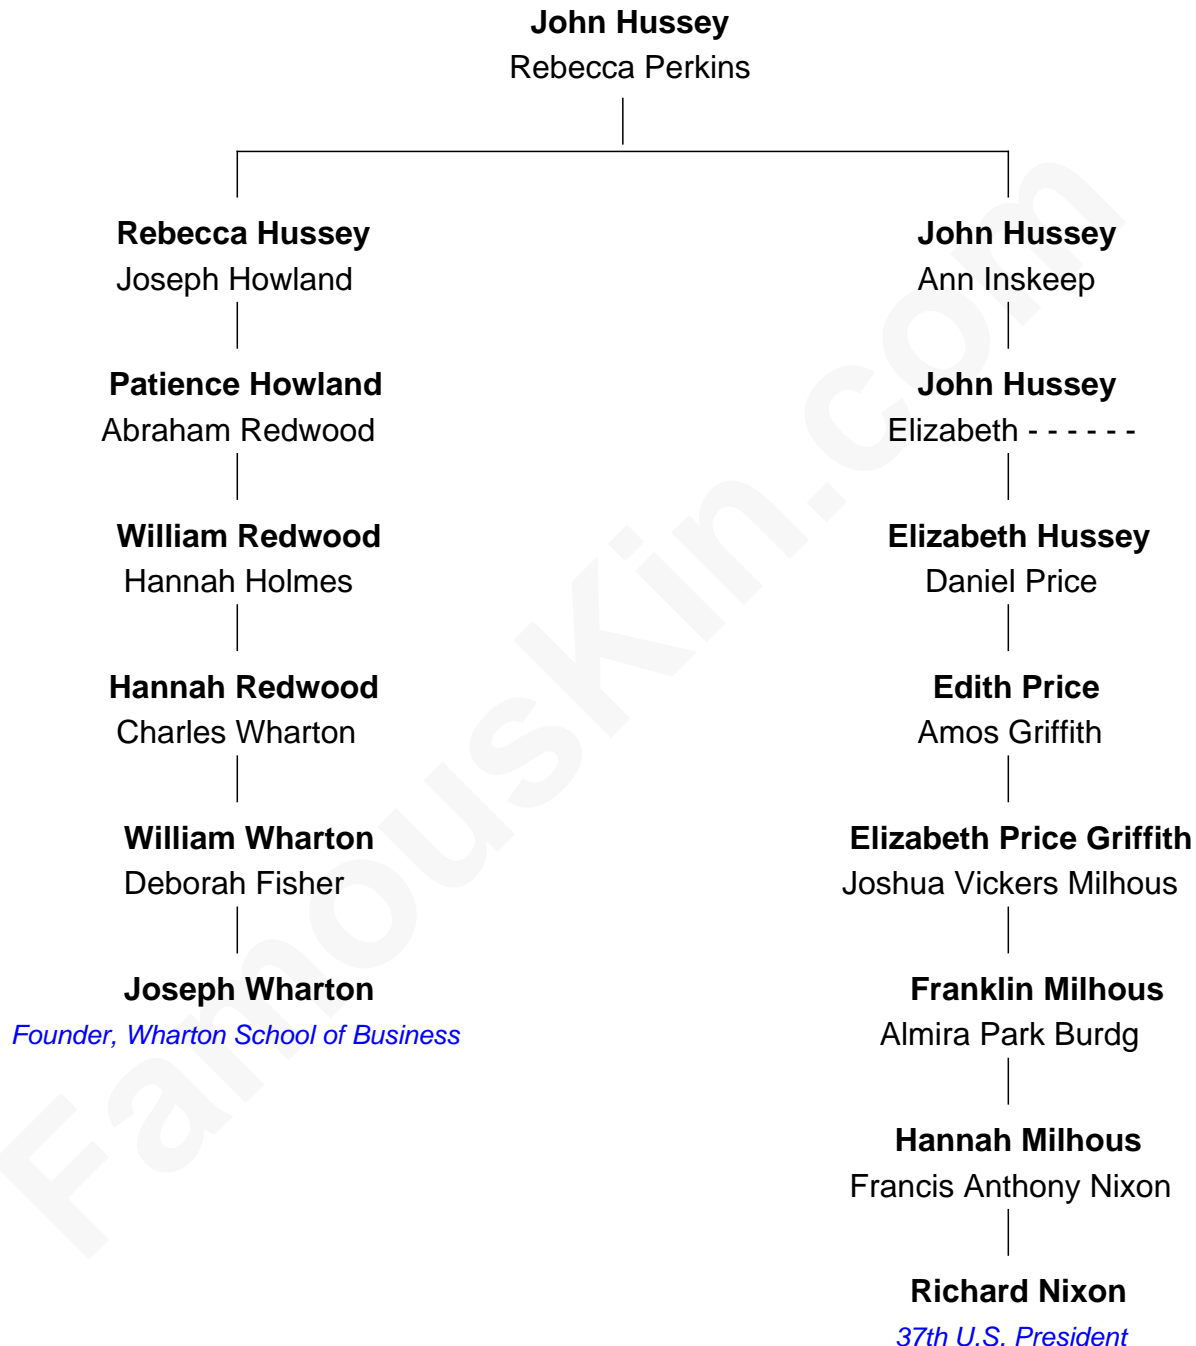 John Hussey
Rebecca Perkins
Rebecca Hussey
Joseph Howland
Patience Howland
Abraham Redwood
William Redwood
Hannah Holmes
Hannah Redwood
Charles Wharton
William Wharton
Deborah Fisher
Joseph Wharton
Founder, Wharton School of Business
John Hussey
Ann Inskeep
John Hussey
Elizabeth - - - - - -
Elizabeth Hussey
Daniel Price
Edith Price
Amos Griffith
Elizabeth Price Griffith
Joshua Vickers Milhous
Franklin Milhous
Almira Park Burdg
Hannah Milhous
Francis Anthony Nixon
Richard Nixon
37th U.S. President
FamousKin.com